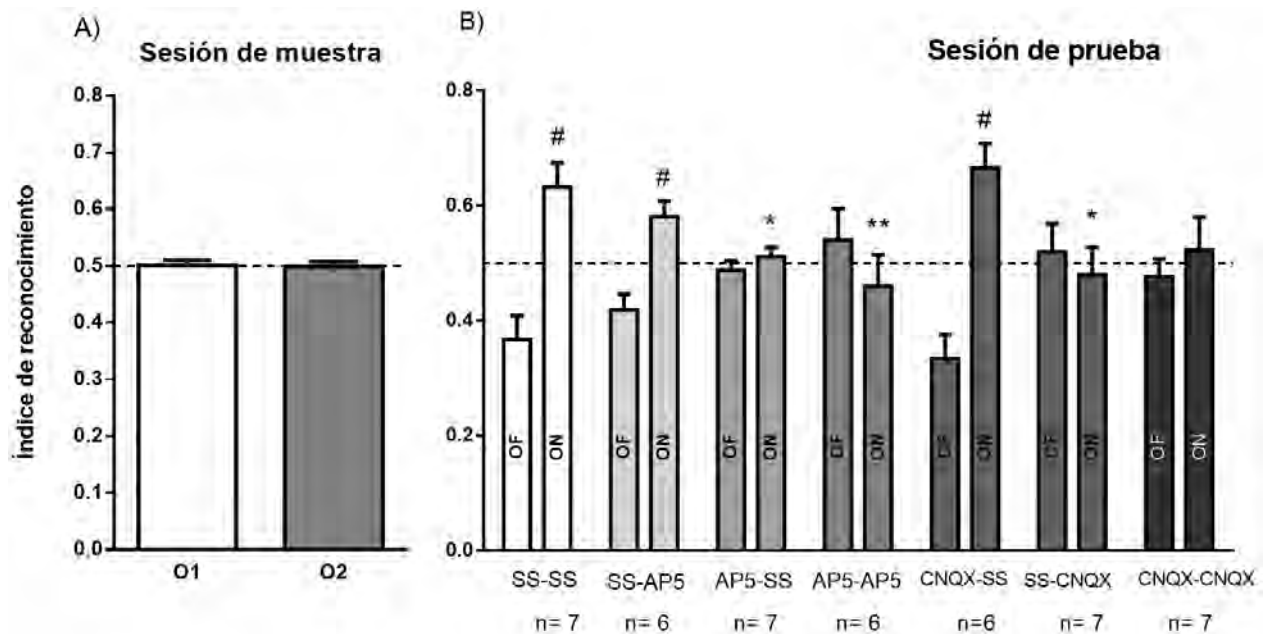 A)
Sesión de muestra
Índice de reconocimiento
0.8
0.7
0.6
0.5
0.4
0.3
0.2
0.1
0.0
O1 O2
B)
Sesión de prueba
0.8
0.6
0.4
0.2
0.0
# # * ** # *
OF ON OF ON OF ON OF ON OF ON OF ON OF ON
SS-SS SS-AP5 AP5-SS AP5-AP5 CNQX-SS SS-CNQX CNQX-CNQX
n= 7 n= 6 n= 7 n= 6 n=6 n= 7 n= 7